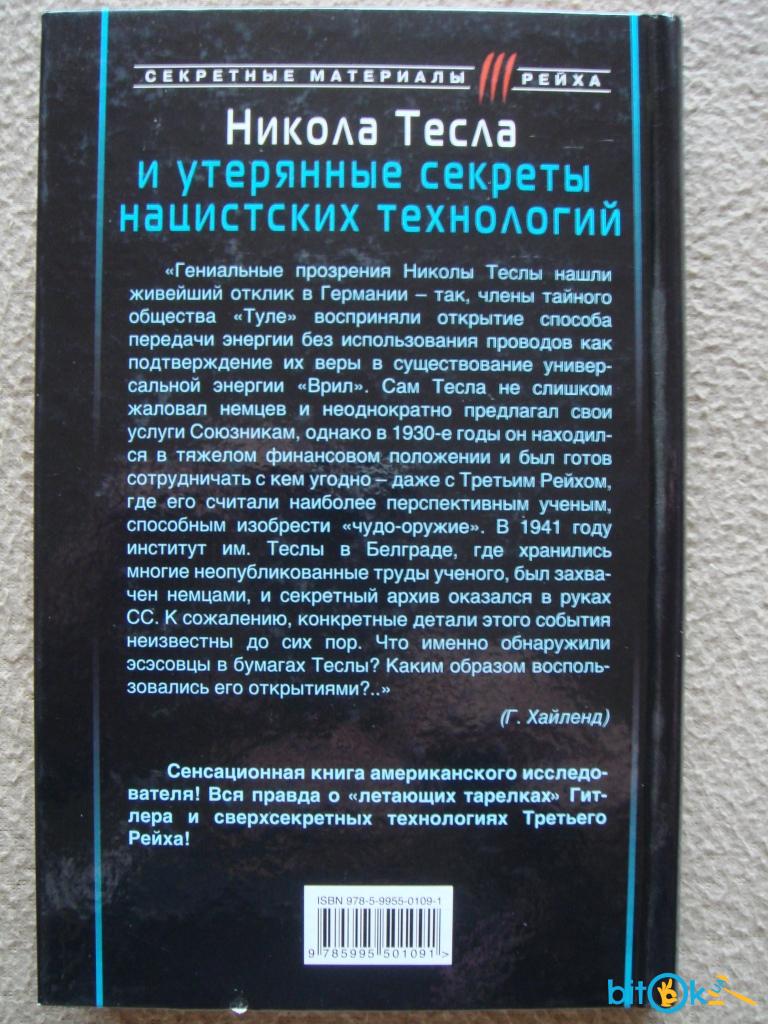 СЕКРЕТНЫЕ МАТЕРИАЛЫ III РЕЙХА
Никола Тесла
и утерянные секреты
нацистских технологий
«Гениальные прозрения Николы Теслы нашли
живейший отклик в Германии – так, члены тайного
общества «Туле» восприняли открытие способа
передачи энергии без использования проводов как
подтверждение их веры в существование универ-
сальной энергии «Врил». Сам Тесла не слишком
жаловал немцев и неоднократно предлагал свои
услуги Союзникам, однако в 1930-е годы он находил-
ся в тяжелом финансовом положении и был готов
сотрудничать с кем угодно – даже с Третьим Рейхом,
где его считали наиболее перспективным ученым,
способным изобрести «чудо-оружие». В 1941 году
институт им. Теслы в Белграде, где хранились
многие неопубликованные труды ученого, был захва-
чен немцами, и секретный архив оказался в руках
СС. К сожалению, конкретные детали этого события
неизвестны до сих пор. Что именно обнаружили
эсэсовцы в бумагах Теслы? Каким образом восполь-
зовались его открытиями?..»
(Г. Хайленд)
Сенсационная книга американского исследо-
вателя! Вся правда о «летающих тарелках» Гит-
лера и сверхсекретных технологиях Третьего
Рейха!
ISBN 978-5-9955-0109-1
9 785995 501091 >
bitOk.ua